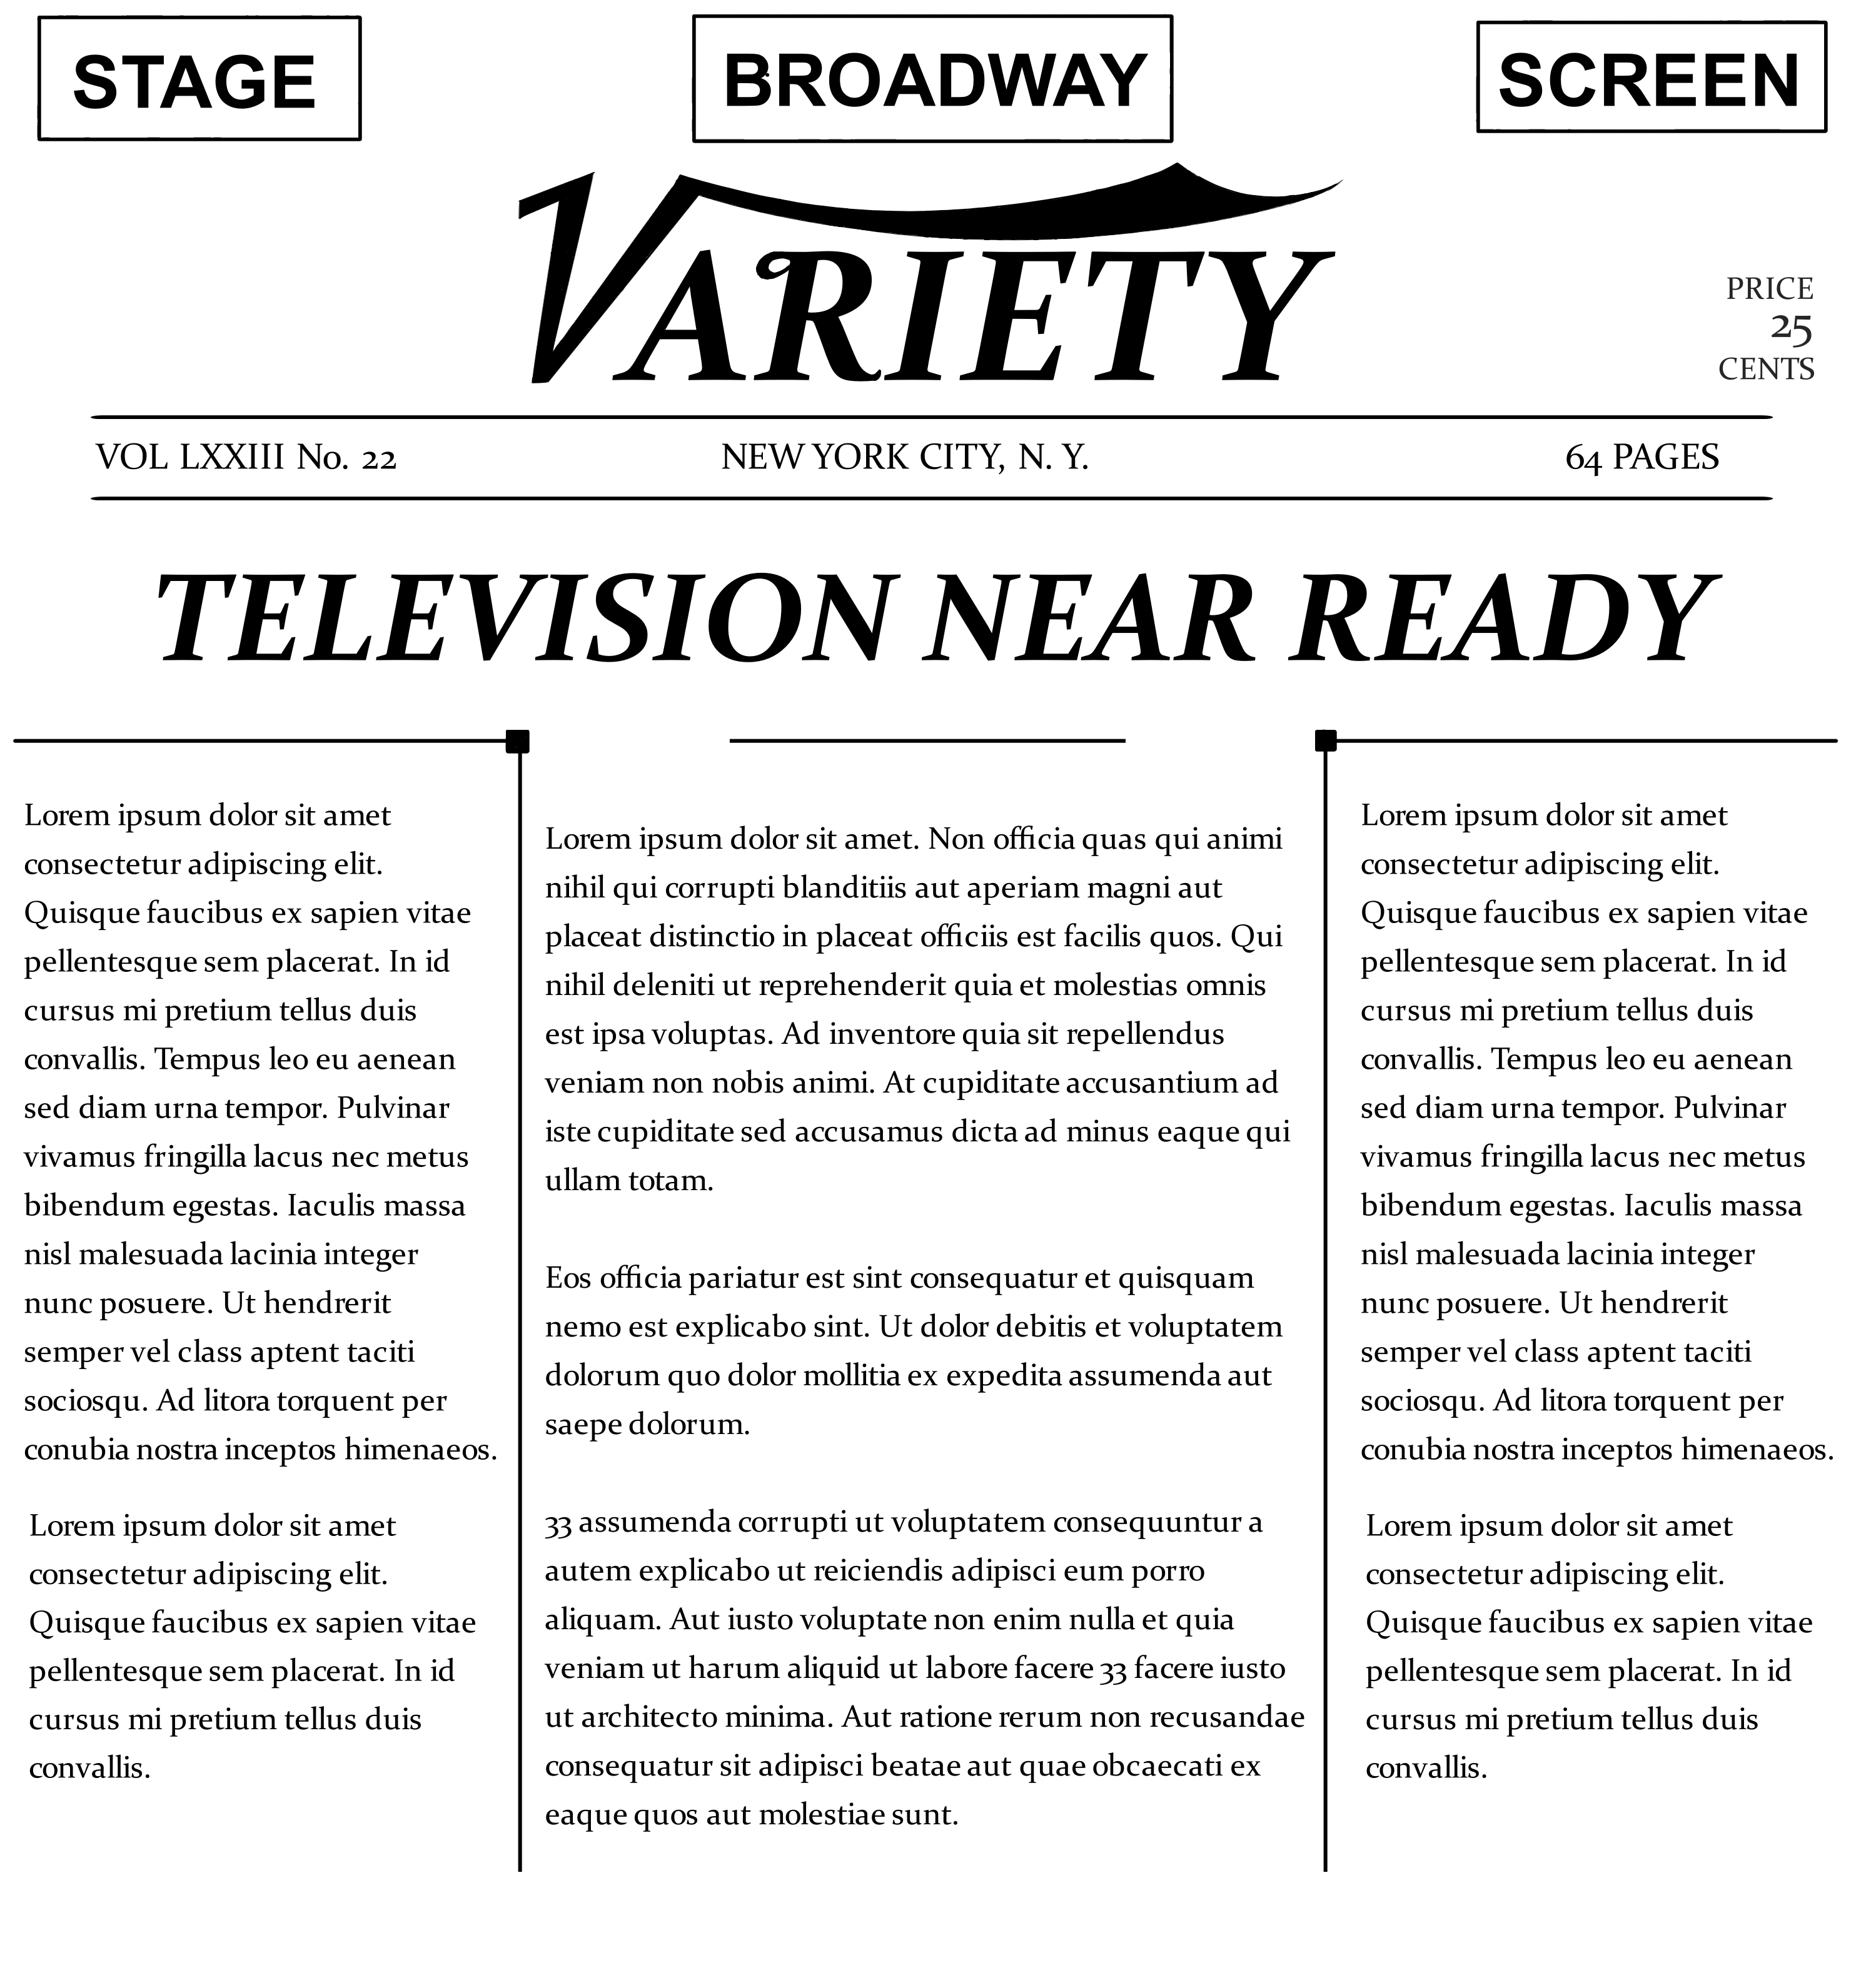 STAGE
BROADWAY
SCREEN
VARIETY
PRICE
25
CENTS
VOL LXXIII No. 22
NEW YORK CITY, N. Y.
64 PAGES
TELEVISION NEAR READY
Lorem ipsum dolor sit amet
consectetur adipiscing elit.
Quisque faucibus ex sapien vitae
pellentesque sem placerat. In id
cursus mi pretium tellus duis
convallis. Tempus leo eu aenean
sed diam urna tempor. Pulvinar
vivamus fringilla lacus nec metus
bibendum egestas. Iaculis massa
nisl malesuada lacinia integer
nunc posuere. Ut hendrerit
semper vel class aptent taciti
sociosqu. Ad litora torquent per
conubia nostra inceptos himenaeos.
Lorem ipsum dolor sit amet
consectetur adipiscing elit.
Quisque faucibus ex sapien vitae
pellentesque sem placerat. In id
cursus mi pretium tellus duis
convallis.
Lorem ipsum dolor sit amet. Non officia quas qui animi
nihil qui corrupti blanditiis aut aperiam magni aut
placeat distinctio in placeat officiis est facilis quos. Qui
nihil deleniti ut reprehenderit quia et molestias omnis
est ipsa voluptas. Ad inventore quia sit repellendus
veniam non nobis animi. At cupiditate accusantium ad
iste cupiditate sed accusamus dicta ad minus eaque qui
ullam totam.
Eos officia pariatur est sint consequatur et quisquam
nemo est explicabo sint. Ut dolor debitis et voluptatem
dolorum quo dolor mollitia ex expedita assumenda aut
saepe dolorum.
33 assumenda corrupti ut voluptatem consequuntur a
autem explicabo ut reiciendis adipisci eum porro
aliquam. Aut iusto voluptate non enim nulla et quia
veniam ut harum aliquid ut labore facere 33 facere iusto
ut architecto minima. Aut ratione rerum non recusandae
consequatur sit adipisci beatae aut quae obcaecati ex
eaque quos aut molestiae sunt.
Lorem ipsum dolor sit amet
consectetur adipiscing elit.
Quisque faucibus ex sapien vitae
pellentesque sem placerat. In id
cursus mi pretium tellus duis
convallis. Tempus leo eu aenean
sed diam urna tempor. Pulvinar
vivamus fringilla lacus nec metus
bibendum egestas. Iaculis massa
nisl malesuada lacinia integer
nunc posuere. Ut hendrerit
semper vel class aptent taciti
sociosqu. Ad litora torquent per
conubia nostra inceptos himenaeos.
Lorem ipsum dolor sit amet
consectetur adipiscing elit.
Quisque faucibus ex sapien vitae
pellentesque sem placerat. In id
cursus mi pretium tellus duis
convallis.